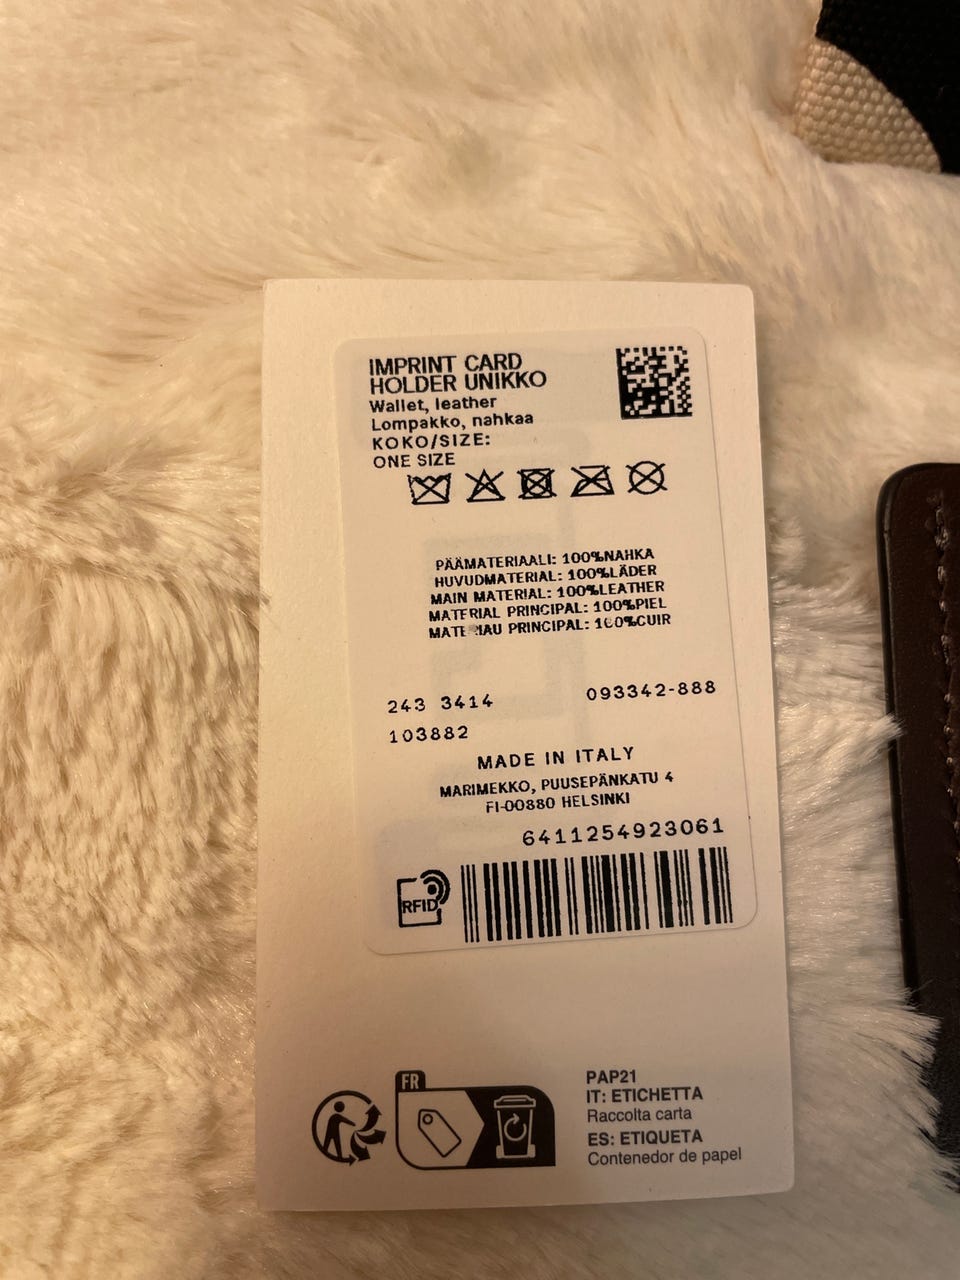 IMPRINT CARD
HOLDER UNIKKO
Wallet, leather
Lompakko, nahkaa
KOKO/SIZE:
ONE SIZE
PÄÄMATERIAALI: 100%NAHKA
HUVUDMATERIAL: 100%LÄDER
MAIN MATERIAL: 100%LEATHER
MATERIAL PRINCIPAL: 100%PIEL
MATERIAU PRINCIPAL: 100%CUIR
243 3414 093342-888
103882
MADE IN ITALY
MARIMEKKO, PUUSEPÄNKATU 4
FI-00880 HELSINKI
6411254923061
RFID
FR
PAP21
IT: ETICHETTA
Raccolta carta
ES: ETIQUETA
Contenedor de papel